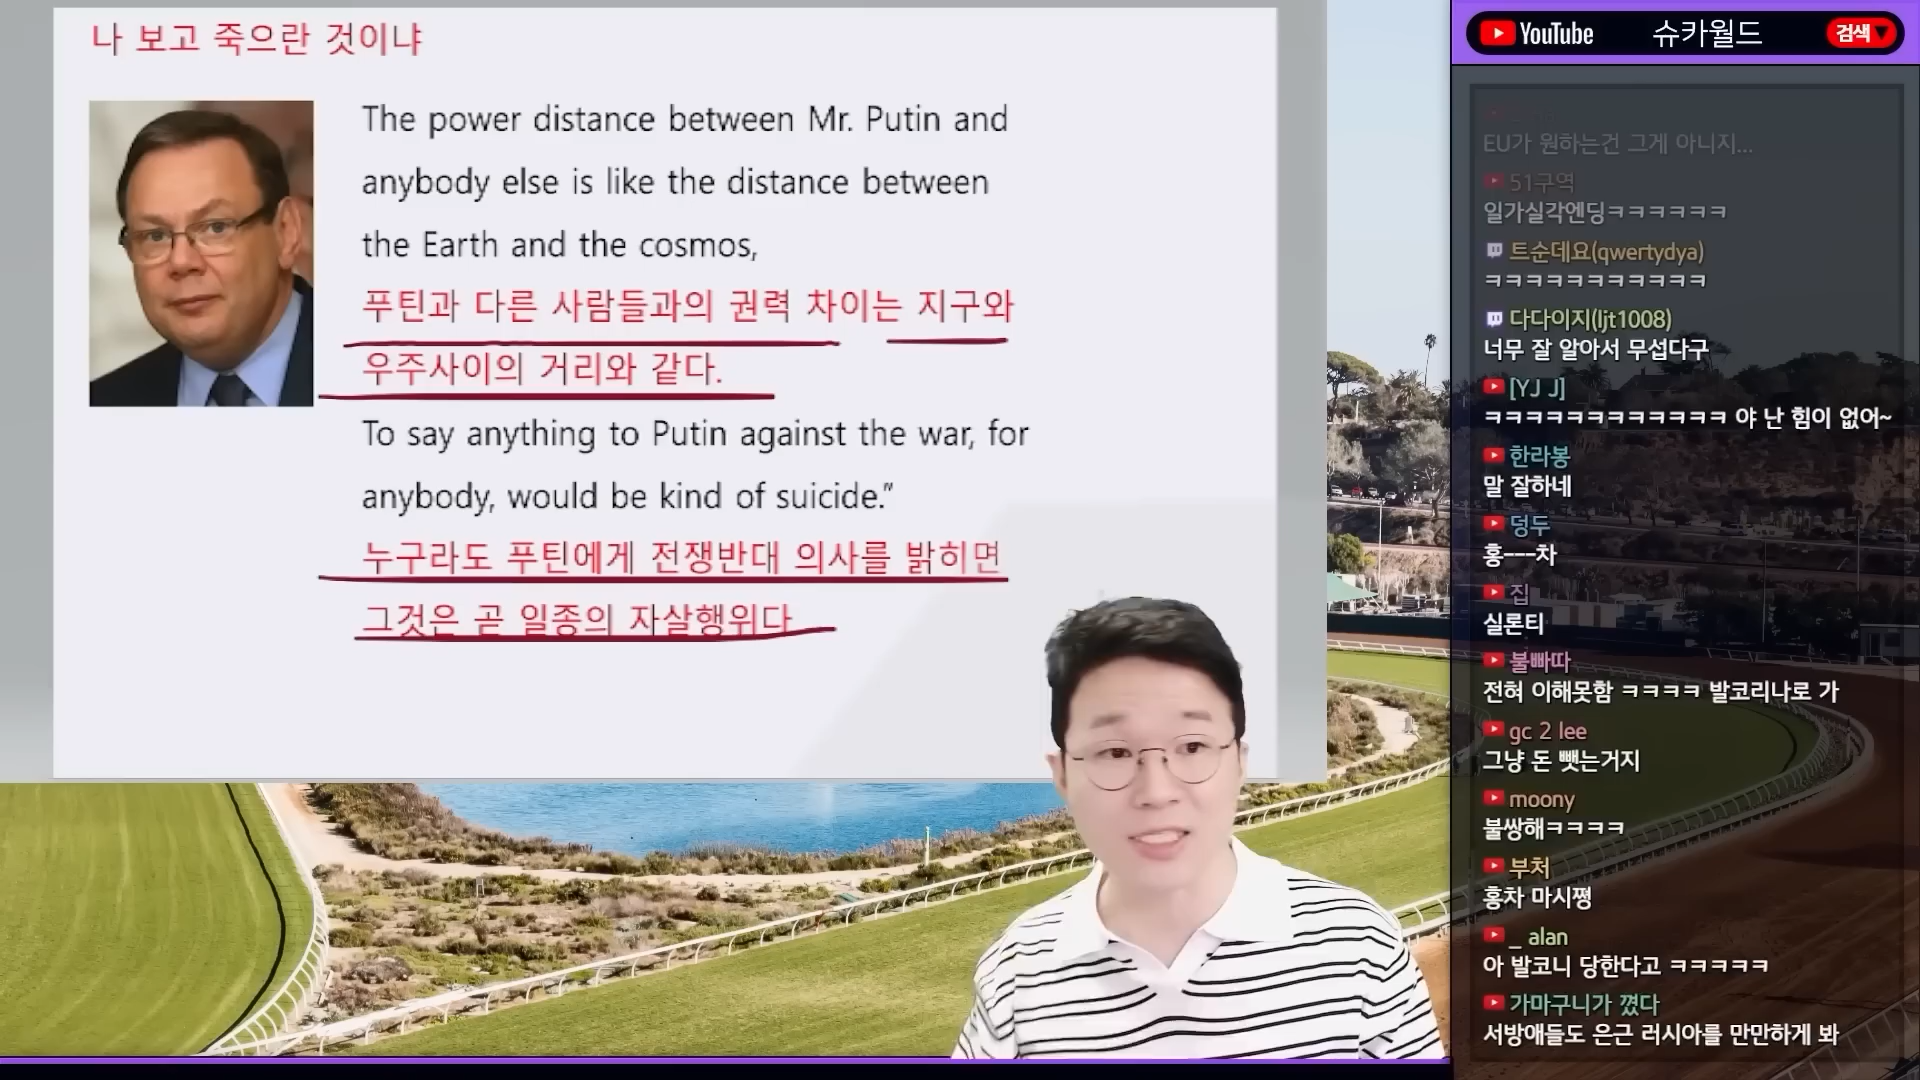 나 보고 죽으란 것이냐
The power distance between Mr. Putin and
anybody else is like the distance between
the Earth and the cosmos,
푸틴과 다른 사람들과의 권력 차이는 지구와
우주사이의 거리와 같다.
To say anything to Putin against the war, for
anybody, would be kind of suicide.”
누구라도 푸틴에게 전쟁반대 의사를 밝히면
그것은 곧 일종의 자살행위다
YouTube 슈카월드 검색
EU가 원하는건 그게 아니지...
51구역
일가실각엔딩ㅋㅋㅋㅋㅋㅋ
트순데요(qwertydya)
ㅋㅋㅋㅋㅋㅋㅋㅋㅋㅋㅋ
다다이지(ljt1008)
너무 잘 알아서 무섭다구
[YJ J]
ㅋㅋㅋㅋㅋㅋㅋㅋㅋㅋㅋㅋ 야 난 힘이 없어~
한라봉
말 잘하네
덩두
홍---차
집
실론티
불빠따
전혀 이해못함 ㅋㅋㅋㅋ 발코리나로 가
gc 2 lee
그냥 돈 뺏는거지
moony
불쌍해ㅋㅋㅋㅋ
부처
홍차 마시쪙
_ alan
아 발코니 당한다고 ㅋㅋㅋㅋㅋ
가마구니가 꼈다
서방애들도 은근 러시아를 만만하게 봐